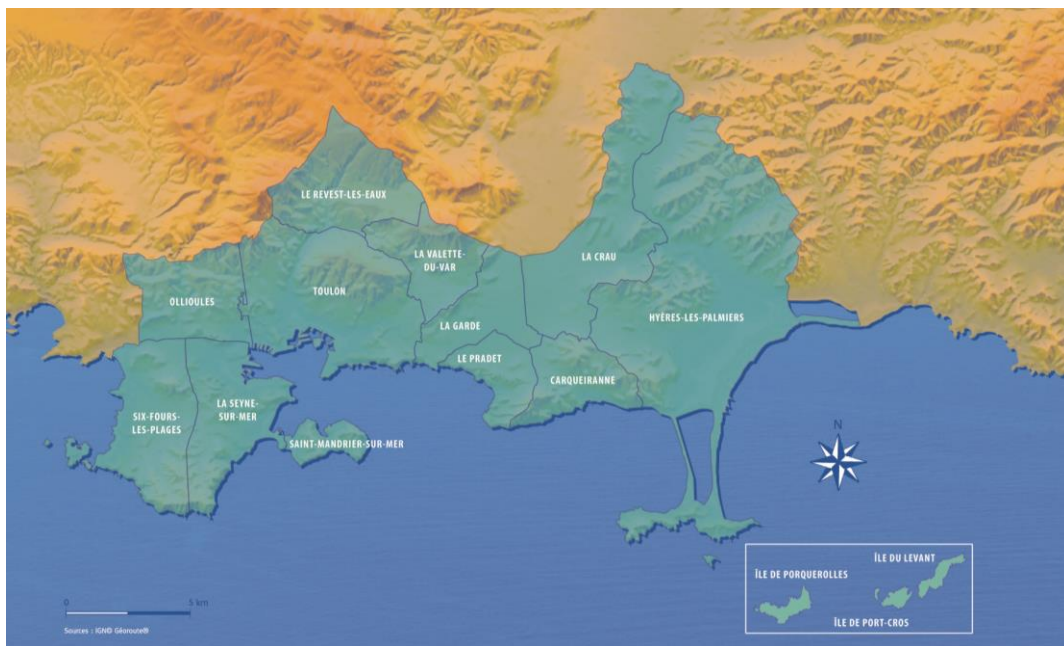 LE REVEST-LES-EAUX
LA VALETTE-
DU-VAR
LA CRAU
TOULON
OLLIOULES
HYÈRES-LES-PALMIERS
LA GARDE
LE PRADET
CARQUEIRANNE
LA SEYNE-
SUR-MER
SIX-FOURS-
LES-PLAGES
SAINT-MANDRIER-SUR-MER
N
ÎLE DU LEVANT
ÎLE DE PORQUEROLLES
ÎLE DE PORT-CROS
0 5 km
Sources : IGN© Géoroute®